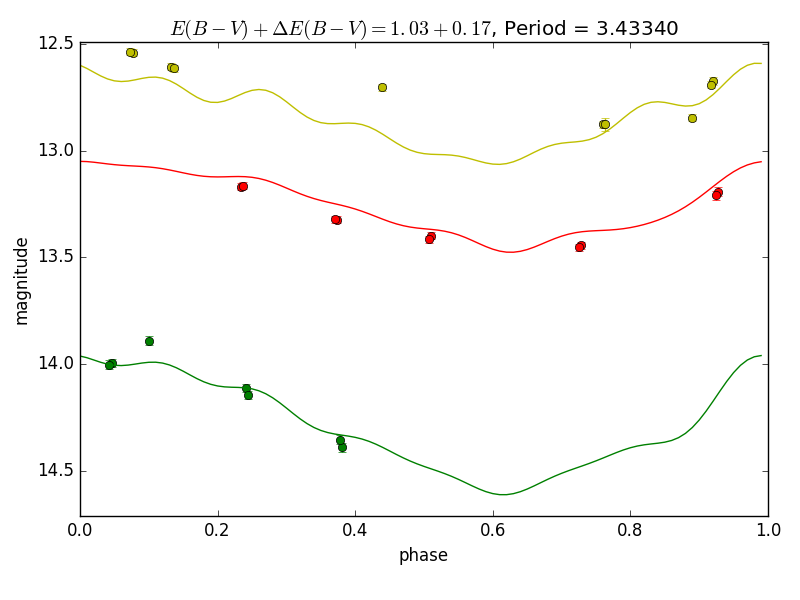 E(B − V) + ΔE(B − V) = 1.03 + 0.17, Period = 3.43340
12.5
13.0
13.5
14.0
14.5
magnitude
0.0 0.2 0.4 0.6 0.8 1.0
phase